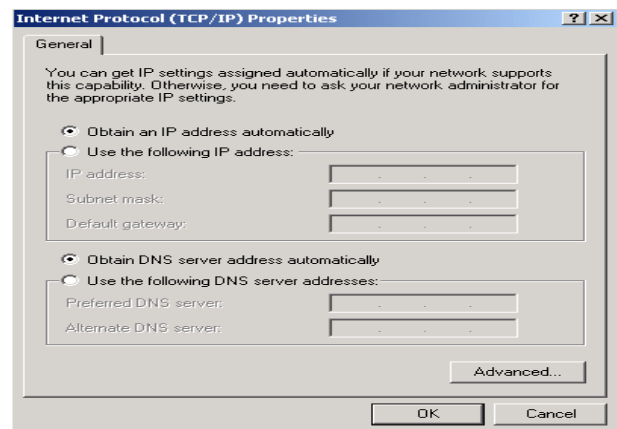 Internet Protocol (TCP/IP) Properties
General
You can get IP settings assigned automatically if your network supports
this capability. Otherwise, you need to ask your network administrator for
the appropriate IP settings.
Obtain an IP address automatically
Use the following IP address:
IP address:
Subnet mask:
Default gateway:
Obtain DNS server address automatically
Use the following DNS server addresses:
Preferred DNS server:
Alternate DNS server:
Advanced...
OK
Cancel